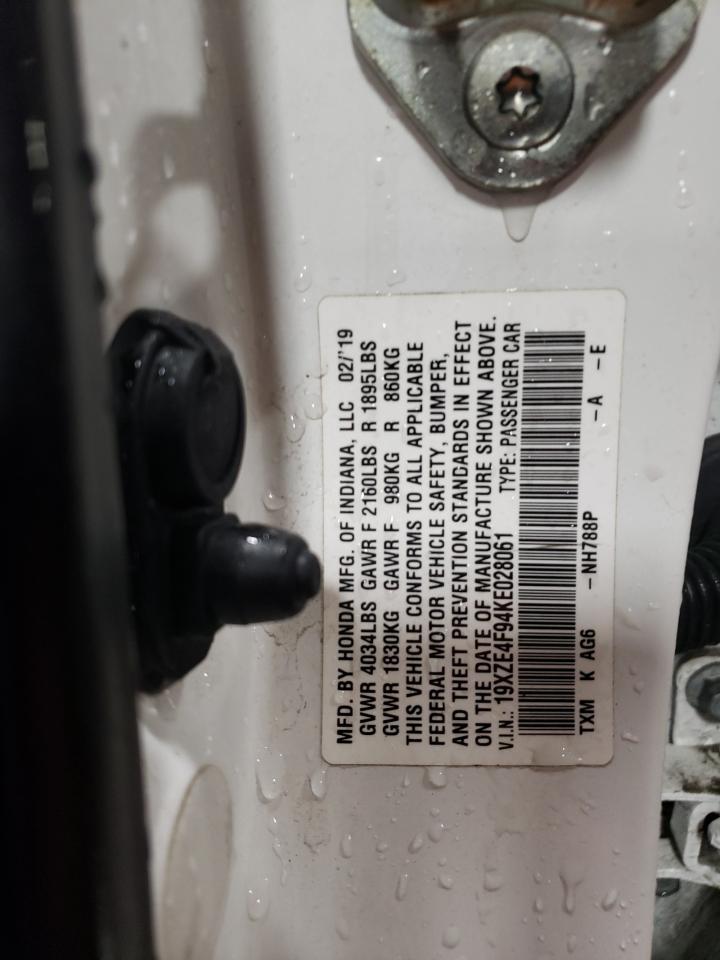 MFD. BY HONDA MFG. OF INDIANA, LLC 02/'19
GVWR 4034LBS GAWR F 2160LBS R 1895LBS
GVWR 1830KG GAWR F 980KG R 860KG
THIS VEHICLE CONFORMS TO ALL APPLICABLE
FEDERAL MOTOR VEHICLE SAFETY, BUMPER,
AND THEFT PREVENTION STANDARDS IN EFFECT
ON THE DATE OF MANUFACTURE SHOWN ABOVE.
V.I.N.: 19XZE4F94KE028061 TYPE: PASSENGER CAR
TXM K AG6 – NH788P – A – E